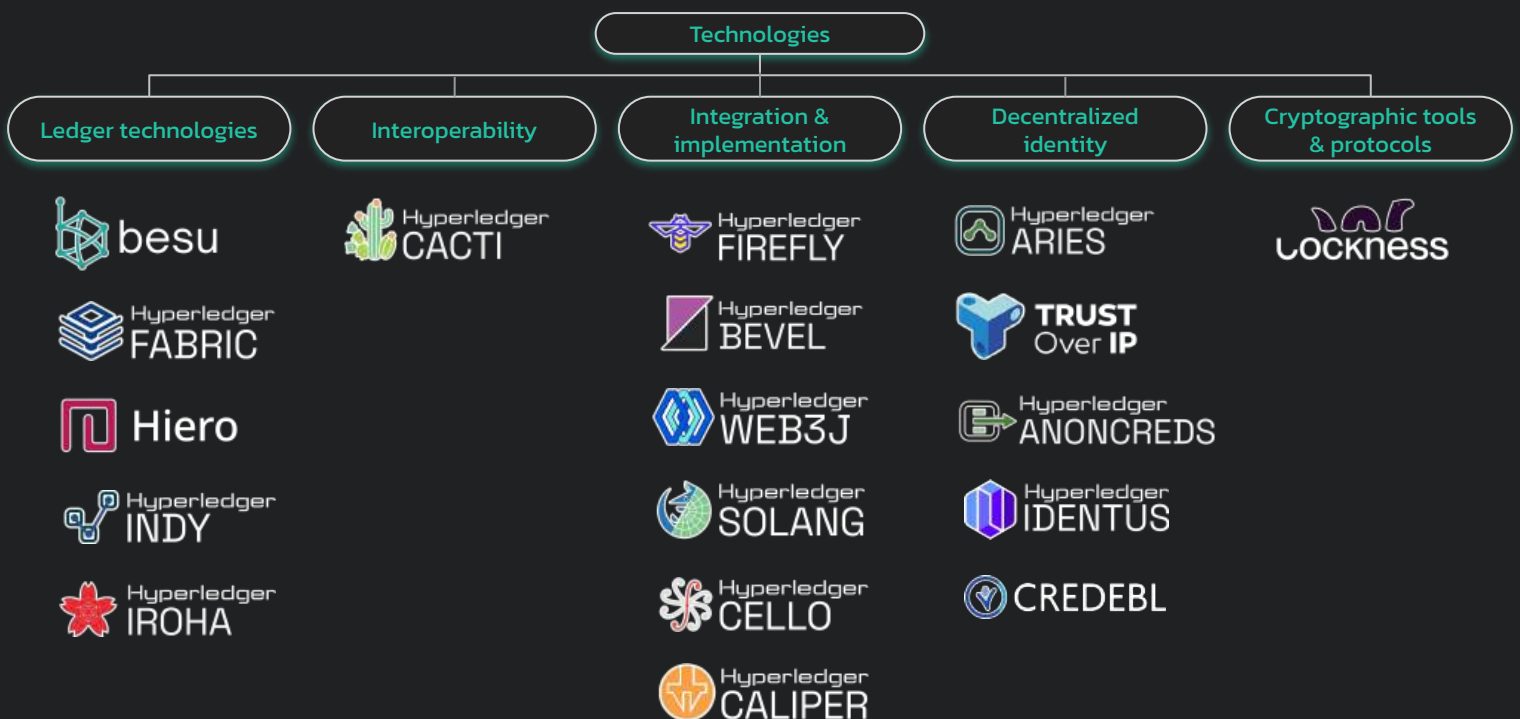 Technologies
Ledger technologies
Interoperability
Integration &
implementation
Decentralized
identity
Cryptographic tools
& protocols
besu
Hyperledger
FABRIC
Hiero
Hyperledger
INDY
Hyperledger
IROHA
Hyperledger
CACTI
Hyperledger
FIREFLY
Hyperledger
BEVEL
Hyperledger
WEB3J
Hyperledger
SOLANG
Hyperledger
CELLO
Hyperledger
CALIPER
Hyperledger
ARIES
TRUST
Over IP
Hyperledger
ANONCREDS
Hyperledger
IDENTUS
CREDEBL
LOCKNESS